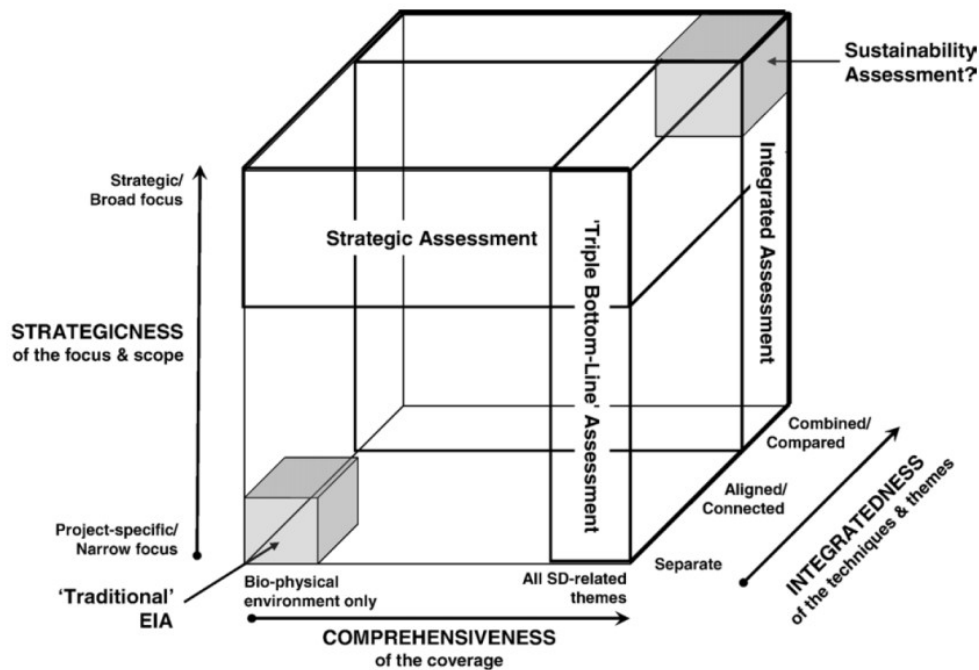 Sustainability
Assessment?
Strategic/
Broad focus
Strategic Assessment
'Triple Bottom-Line' Assessment
Integrated Assessment
STRATEGICNESS
of the focus & scope
Combined/
Compared
Aligned/
Connected
Separate
INTEGRATEDNESS
of the techniques & themes
Project-specific/
Narrow focus
'Traditional'
EIA
Bio-physical
environment only
All SD-related
themes
COMPREHENSIVENESS
of the coverage